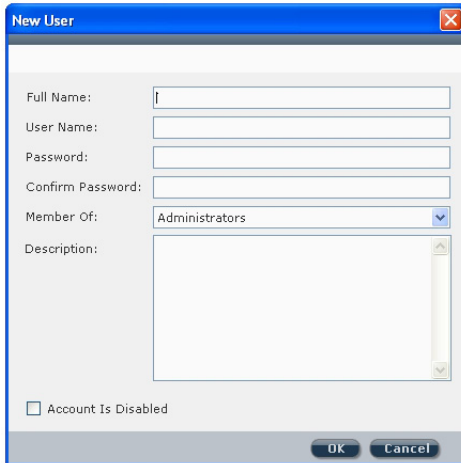 New User
Full Name:
User Name:
Password:
Confirm Password:
Member Of: Administrators
Description:
Account Is Disabled
OK Cancel